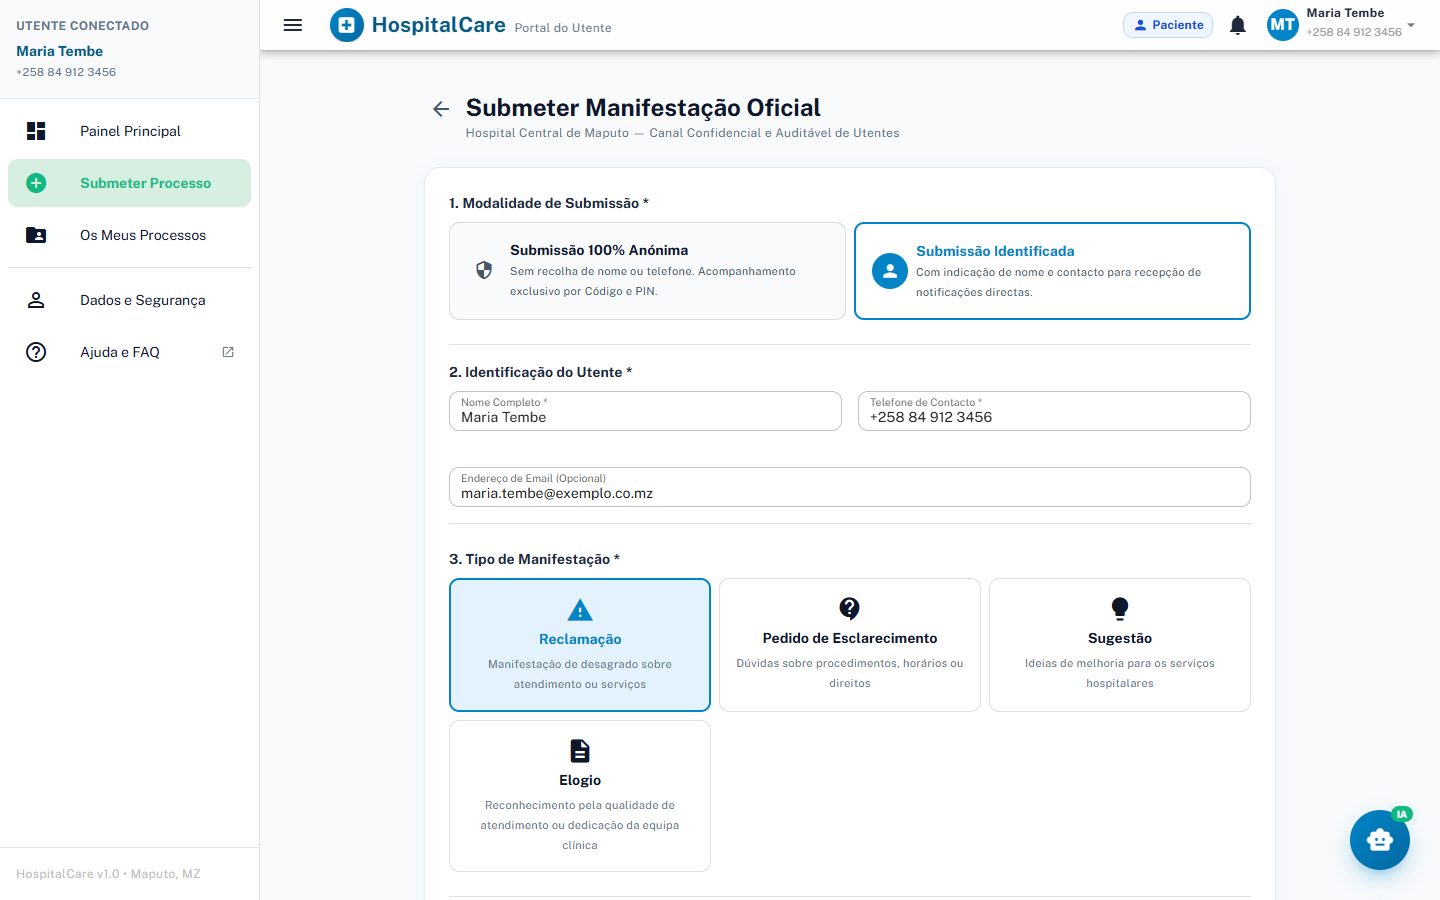 UTENTE CONECTADO
Maria Tembe
+258 84 912 3456
Painel Principal
Submeter Processo
Os Meus Processos
Dados e Segurança
Ajuda e FAQ
HospitalCare v1.0 • Maputo, MZ
HospitalCare Portal do Utente
Paciente
MT
Maria Tembe
+258 84 912 3456
Submeter Manifestação Oficial
Hospital Central de Maputo — Canal Confidencial e Auditável de Utentes
1. Modalidade de Submissão *
Submissão 100% Anónima
Sem recolha de nome ou telefone. Acompanhamento
exclusivo por Código e PIN.
Submissão Identificada
Com indicação de nome e contacto para recepção de
notificações directas.
2. Identificação do Utente *
Nome Completo *
Maria Tembe
Telefone de Contacto *
+258 84 912 3456
Endereço de Email (Opcional)
maria.tembe@exemplo.co.mz
3. Tipo de Manifestação *
Reclamação
Manifestação de desagrado sobre
atendimento ou serviços
Pedido de Esclarecimento
Dúvidas sobre procedimentos, horários ou
direitos
Sugestão
Ideias de melhoria para os serviços
hospitalares
Elogio
Reconhecimento pela qualidade de
atendimento ou dedicação da equipa
clínica
IA